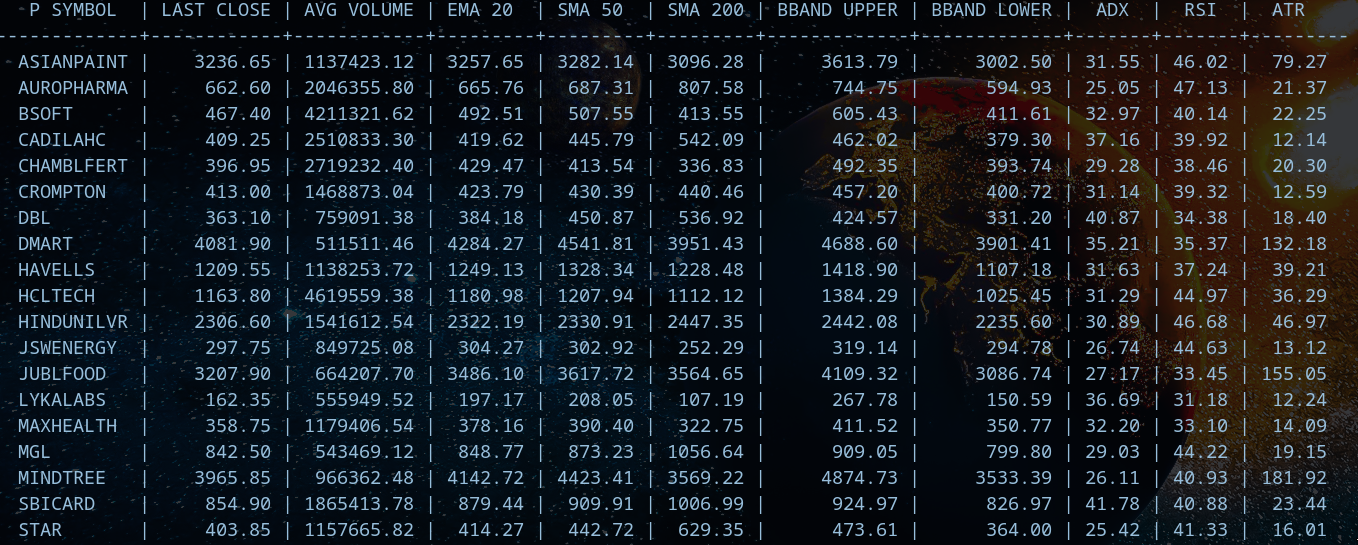 P SYMBOL | LAST CLOSE | AVG VOLUME | EMA 20 | SMA 50 | SMA 200 | BBAND UPPER | BBAND LOWER | ADX | RSI | ATR
-------------+------------+------------+--------+---------+---------+-------------+-------------+-------+-------+---------
ASIANPAINT | 3236.65 | 1137423.12 | 3257.65 | 3282.14 | 3096.28 | 3613.79 | 3002.50 | 31.55 | 46.02 | 79.27
AUROPHARMA | 662.60 | 2046355.80 | 665.76 | 687.31 | 807.58 | 744.75 | 594.93 | 25.05 | 47.13 | 21.37
BSOFT | 467.40 | 4211321.62 | 492.51 | 507.55 | 413.55 | 605.43 | 411.61 | 32.97 | 40.14 | 22.25
CADILAHC | 409.25 | 2510833.30 | 419.62 | 445.79 | 542.09 | 462.02 | 379.30 | 37.16 | 39.92 | 12.14
CHAMBLFERT | 396.95 | 2719232.40 | 429.47 | 413.54 | 336.83 | 492.35 | 393.74 | 29.28 | 38.46 | 20.30
CROMPTON | 413.00 | 1468873.04 | 423.79 | 430.39 | 440.46 | 457.20 | 400.72 | 31.14 | 39.32 | 12.59
DBL | 363.10 | 759091.38 | 384.18 | 450.87 | 536.92 | 424.57 | 331.20 | 40.87 | 34.38 | 18.40
DMART | 4081.90 | 511511.46 | 4284.27 | 4541.81 | 3951.43 | 4688.60 | 3901.41 | 35.21 | 35.37 | 132.18
HAVELLS | 1209.55 | 1138253.72 | 1249.13 | 1328.34 | 1228.48 | 1418.90 | 1107.18 | 31.63 | 37.24 | 39.21
HCLTECH | 1163.80 | 4619559.38 | 1180.98 | 1207.94 | 1112.12 | 1384.29 | 1025.45 | 31.29 | 44.97 | 36.29
HINDUNILVR | 2306.60 | 1541612.54 | 2322.19 | 2330.91 | 2447.35 | 2442.08 | 2235.60 | 30.89 | 46.68 | 46.97
JSWENERGY | 297.75 | 849725.08 | 304.27 | 302.92 | 252.29 | 319.14 | 294.78 | 26.74 | 44.63 | 13.12
JUBLFOOD | 3207.90 | 664207.70 | 3486.10 | 3617.72 | 3564.65 | 4109.32 | 3086.74 | 27.17 | 33.45 | 155.05
LYKALABS | 162.35 | 555949.52 | 197.17 | 208.05 | 107.19 | 267.78 | 150.59 | 36.69 | 31.18 | 12.24
MAXHEALTH | 358.75 | 1179406.54 | 378.16 | 390.40 | 322.75 | 411.52 | 350.77 | 32.20 | 33.10 | 14.09
MGL | 842.50 | 543469.12 | 848.77 | 873.23 | 1056.64 | 909.05 | 799.80 | 29.03 | 44.22 | 19.15
MINDTREE | 3965.85 | 966362.48 | 4142.72 | 4423.41 | 3569.22 | 4874.73 | 3533.39 | 26.11 | 40.93 | 181.92
SBICARD | 854.90 | 1865413.78 | 879.44 | 909.91 | 1006.99 | 924.97 | 826.97 | 41.78 | 40.88 | 23.44
STAR | 403.85 | 1157665.82 | 414.27 | 442.72 | 629.35 | 473.61 | 364.00 | 25.42 | 41.33 | 16.01